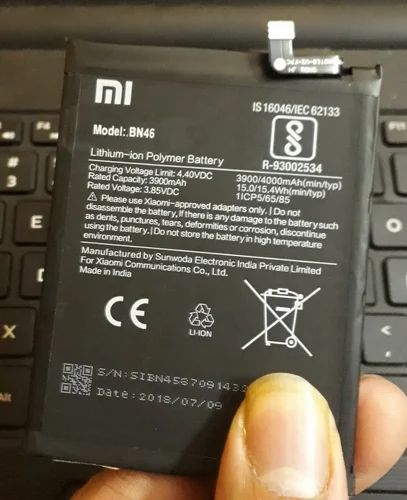 mi
IS 16046/IEC 62133
Model:.BN46
R-93002534
Lithium-ion Polymer Battery
Charging Voltage Limit: 4.40VDC
3900/4000mAh(min/typ)
Rated Capacity: 3900mAh
15.0/15.4Wh(min/typ)
Rated Voltage: 3.85VDC
1ICP5/65/85
⚠ Please use Xiaomi-approved adapters only. | Do not
disassemble the battery, If there is any damage to the battery such
as dents, punctures, tears, deformities or corrosion, discontinue
using the battery. | Do not store the battery in high temperature
environment.
Manufactured by Sunwoda Electronic India Private Limited
For Xiaomi Communications Co., Ltd.
Made in India
CE
LI-ION
S/N: SIBN4587091432
Date: 2018/07/09